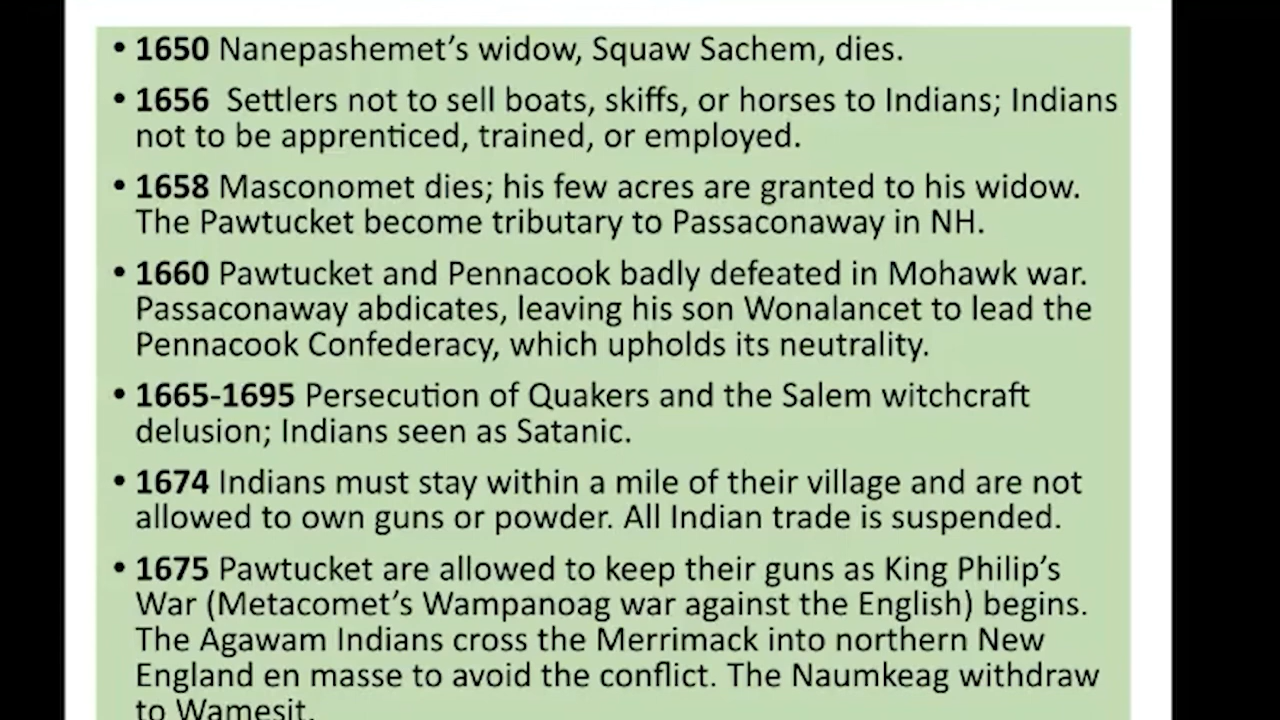 • 1650 Nanepashemet’s widow, Squaw Sachem, dies.
• 1656  Settlers not to sell boats, skiffs, or horses to Indians; Indians
not to be apprenticed, trained, or employed.
• 1658 Masconomet dies; his few acres are granted to his widow.
The Pawtucket become tributary to Passaconaway in NH.
• 1660 Pawtucket and Pennacook badly defeated in Mohawk war.
Passaconaway abdicates, leaving his son Wonalancet to lead the
Pennacook Confederacy, which upholds its neutrality.
• 1665-1695 Persecution of Quakers and the Salem witchcraft
delusion; Indians seen as Satanic.
• 1674 Indians must stay within a mile of their village and are not
allowed to own guns or powder. All Indian trade is suspended.
• 1675 Pawtucket are allowed to keep their guns as King Philip’s
War (Metacomet’s Wampanoag war against the English) begins.
The Agawam Indians cross the Merrimack into northern New
England en masse to avoid the conflict. The Naumkeag withdraw
to Wamesit.